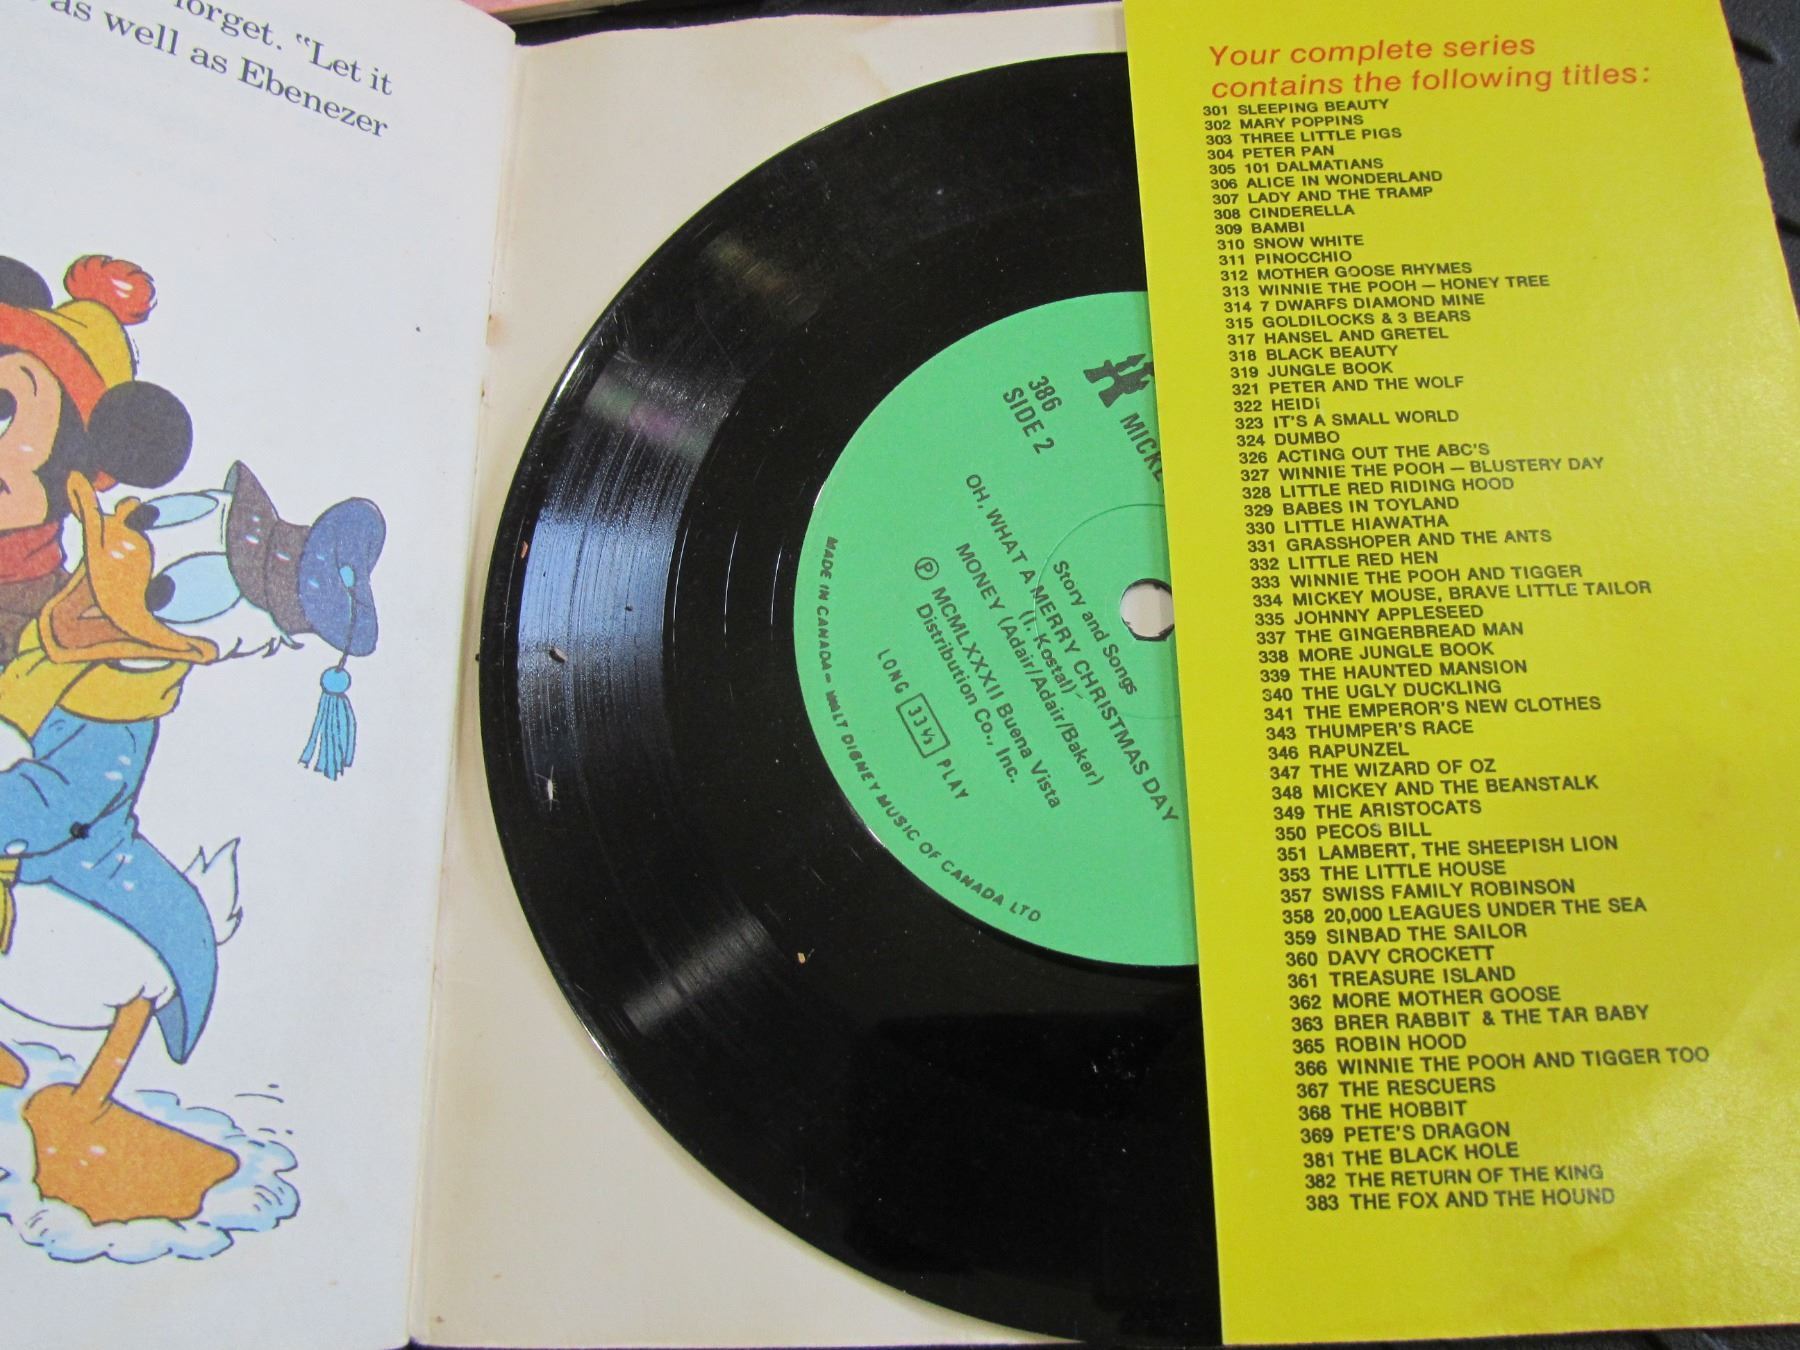 forget. "Let it
as well as Ebenezer
386
SIDE 2
Story and Songs
OH, WHAT A MERRY CHRISTMAS DAY
(I. Kostal)
MONEY (Adair/Adair/Baker)
Ⓟ MCMLXXXII Buena Vista
Distribution Co., Inc.
LONG 33⅓ PLAY
MADE IN CANADA – WALT DISNEY MUSIC OF CANADA LTD
Your complete series
contains the following titles:
301 SLEEPING BEAUTY
302 MARY POPPINS
303 THREE LITTLE PIGS
304 PETER PAN
305 101 DALMATIANS
306 ALICE IN WONDERLAND
307 LADY AND THE TRAMP
308 CINDERELLA
309 BAMBI
310 SNOW WHITE
311 PINOCCHIO
312 MOTHER GOOSE RHYMES
313 WINNIE THE POOH – HONEY TREE
314 7 DWARFS DIAMOND MINE
315 GOLDILOCKS & 3 BEARS
317 HANSEL AND GRETEL
318 BLACK BEAUTY
319 JUNGLE BOOK
321 PETER AND THE WOLF
322 HEIDI
323 IT'S A SMALL WORLD
324 DUMBO
326 ACTING OUT THE ABC'S
327 WINNIE THE POOH – BLUSTERY DAY
328 LITTLE RED RIDING HOOD
329 BABES IN TOYLAND
330 LITTLE HIAWATHA
331 GRASSHOPER AND THE ANTS
332 LITTLE RED HEN
333 WINNIE THE POOH AND TIGGER
334 MICKEY MOUSE, BRAVE LITTLE TAILOR
335 JOHNNY APPLESEED
337 THE GINGERBREAD MAN
338 MORE JUNGLE BOOK
339 THE HAUNTED MANSION
340 THE UGLY DUCKLING
341 THE EMPEROR'S NEW CLOTHES
343 THUMPER'S RACE
346 RAPUNZEL
347 THE WIZARD OF OZ
348 MICKEY AND THE BEANSTALK
349 THE ARISTOCATS
350 PECOS BILL
351 LAMBERT, THE SHEEPISH LION
353 THE LITTLE HOUSE
357 SWISS FAMILY ROBINSON
358 20,000 LEAGUES UNDER THE SEA
359 SINBAD THE SAILOR
360 DAVY CROCKETT
361 TREASURE ISLAND
362 MORE MOTHER GOOSE
363 BRER RABBIT & THE TAR BABY
365 ROBIN HOOD
366 WINNIE THE POOH AND TIGGER TOO
367 THE RESCUERS
368 THE HOBBIT
369 PETE'S DRAGON
381 THE BLACK HOLE
382 THE RETURN OF THE KING
383 THE FOX AND THE HOUND